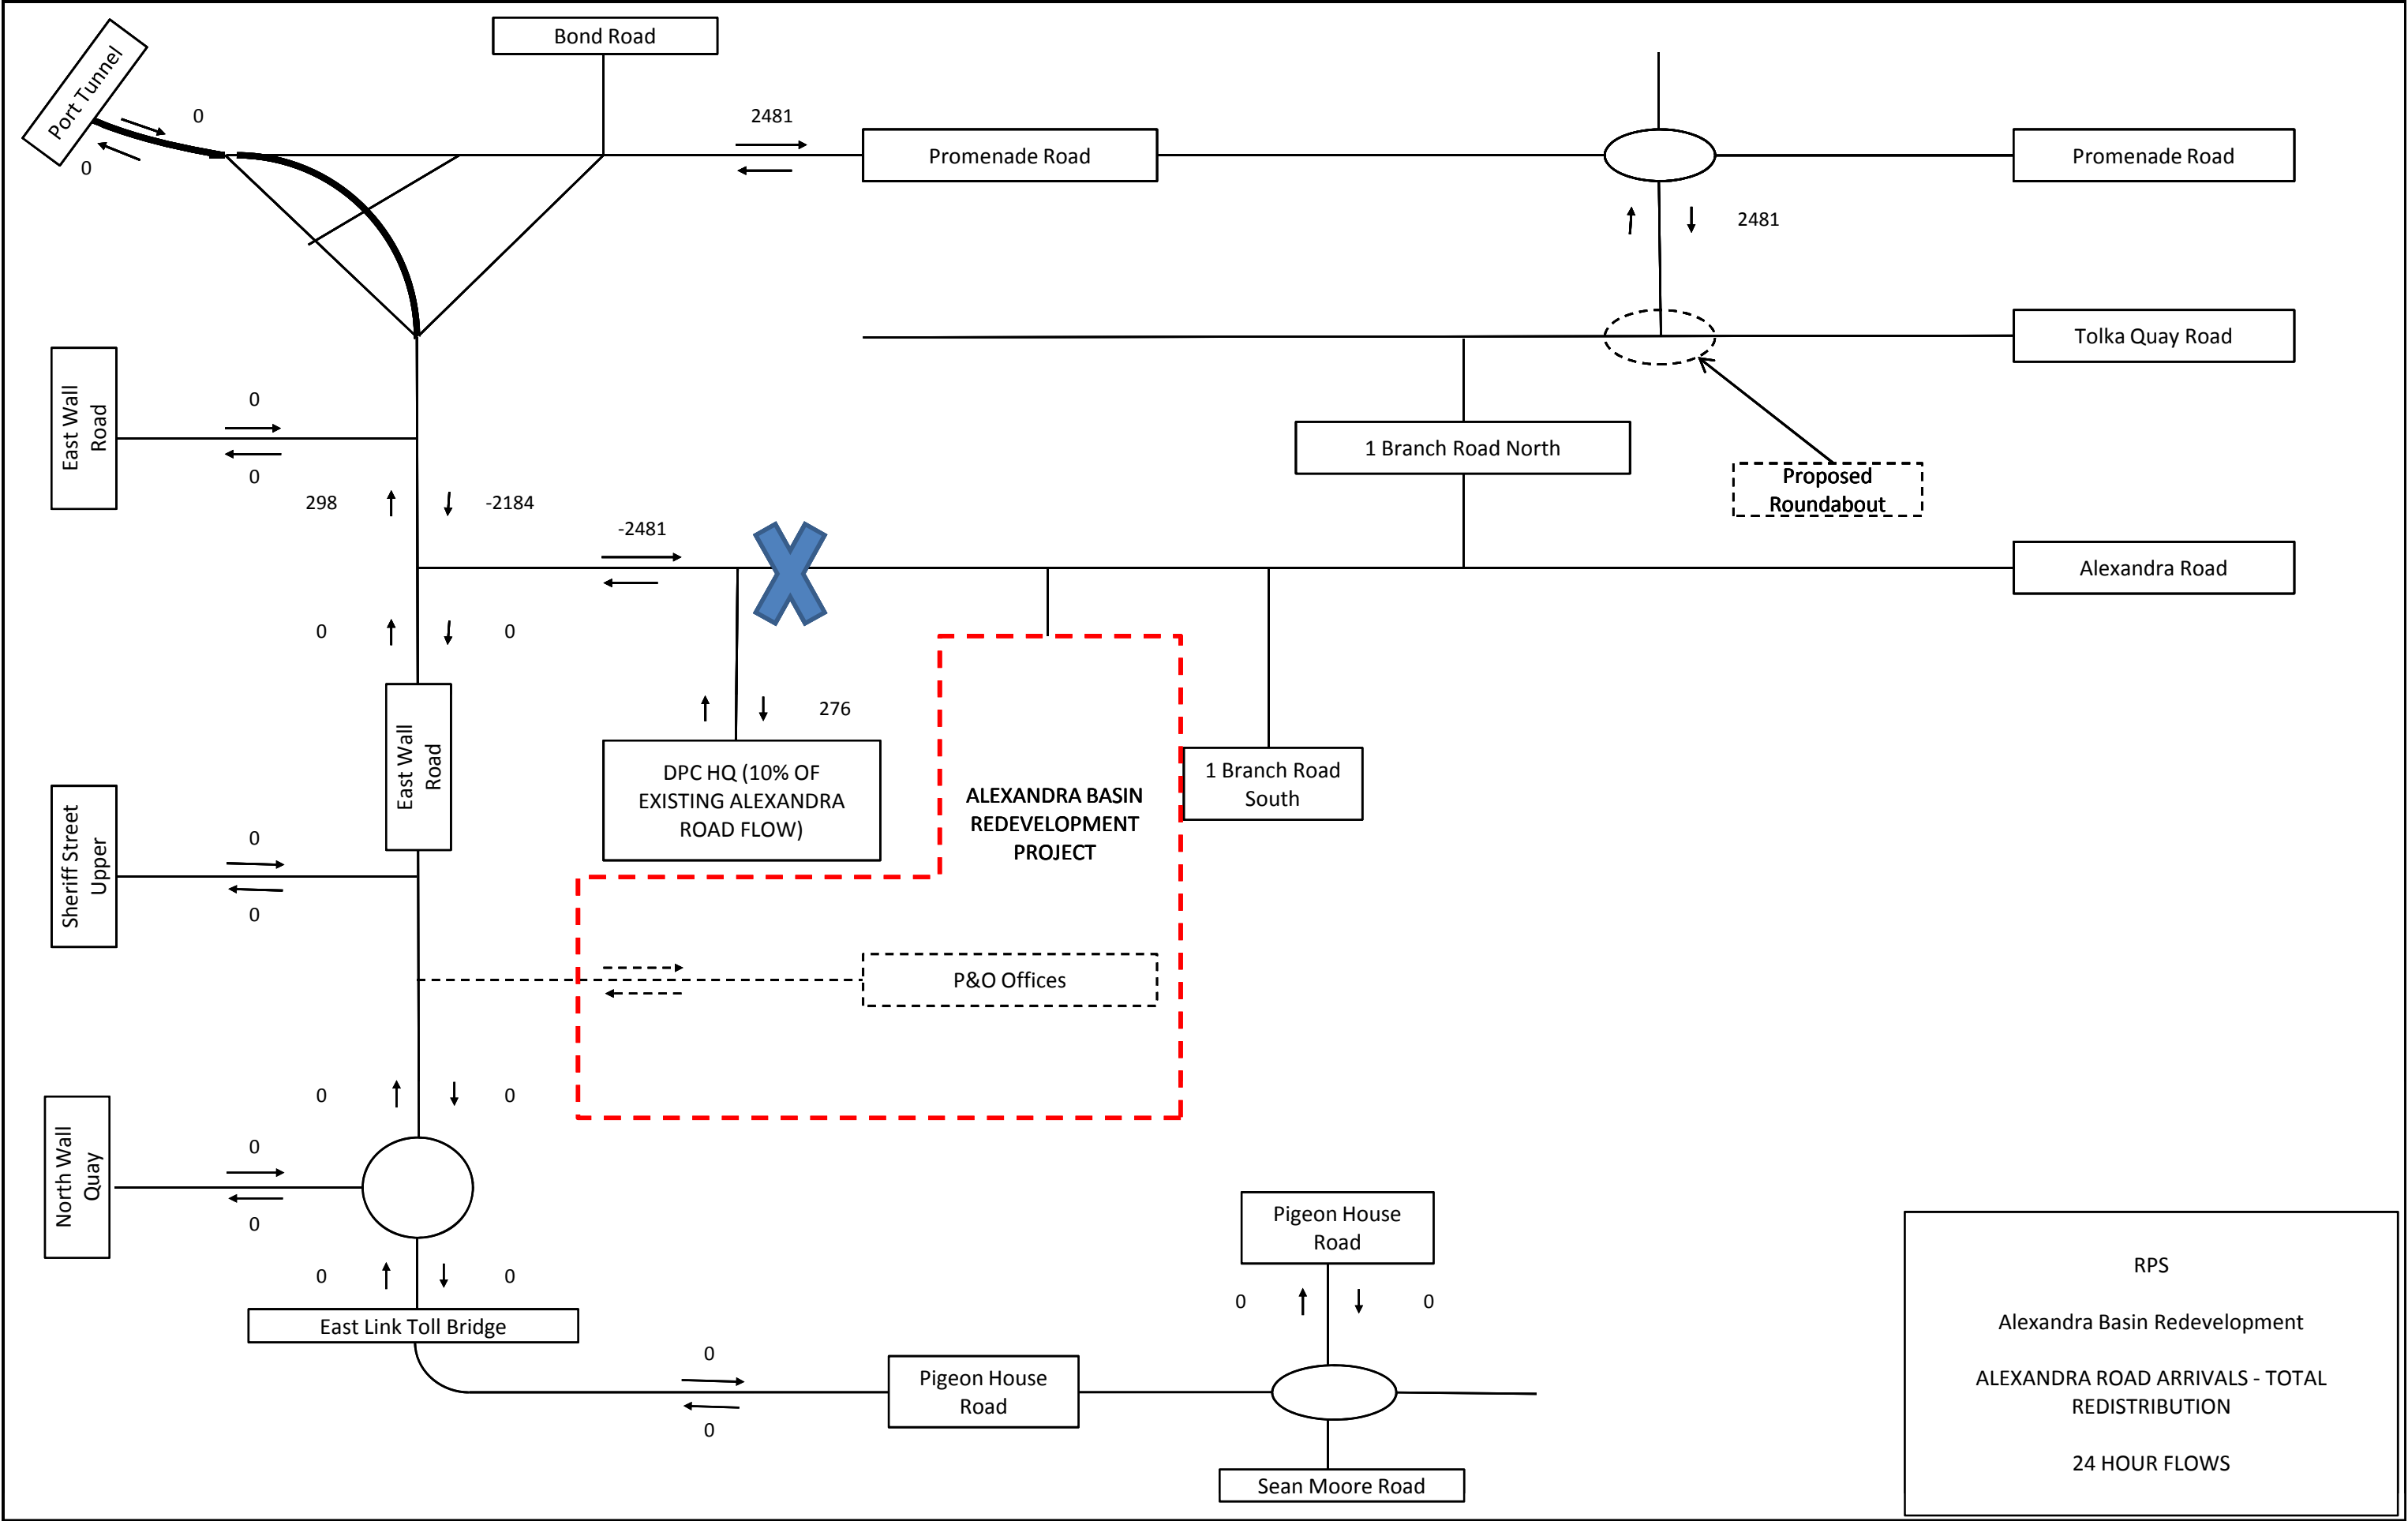 Bond Road
Port Tunnel
0
0
2481
Promenade Road
Promenade Road
2481
Tolka Quay Road
East Wall
Road
0
0
1 Branch Road North
Proposed
Roundabout
298
-2184
-2481
Alexandra Road
0
0
276
East Wall
Road
DPC HQ (10% OF
EXISTING ALEXANDRA
ROAD FLOW)
ALEXANDRA BASIN
REDEVELOPMENT
PROJECT
1 Branch Road
South
Sheriff Street
Upper
0
0
P&O Offices
0
0
North Wall
Quay
0
0
0
0
East Link Toll Bridge
Pigeon House
Road
0
0
0
0
Pigeon House
Road
Sean Moore Road
RPS
Alexandra Basin Redevelopment
ALEXANDRA ROAD ARRIVALS - TOTAL
REDISTRIBUTION
24 HOUR FLOWS